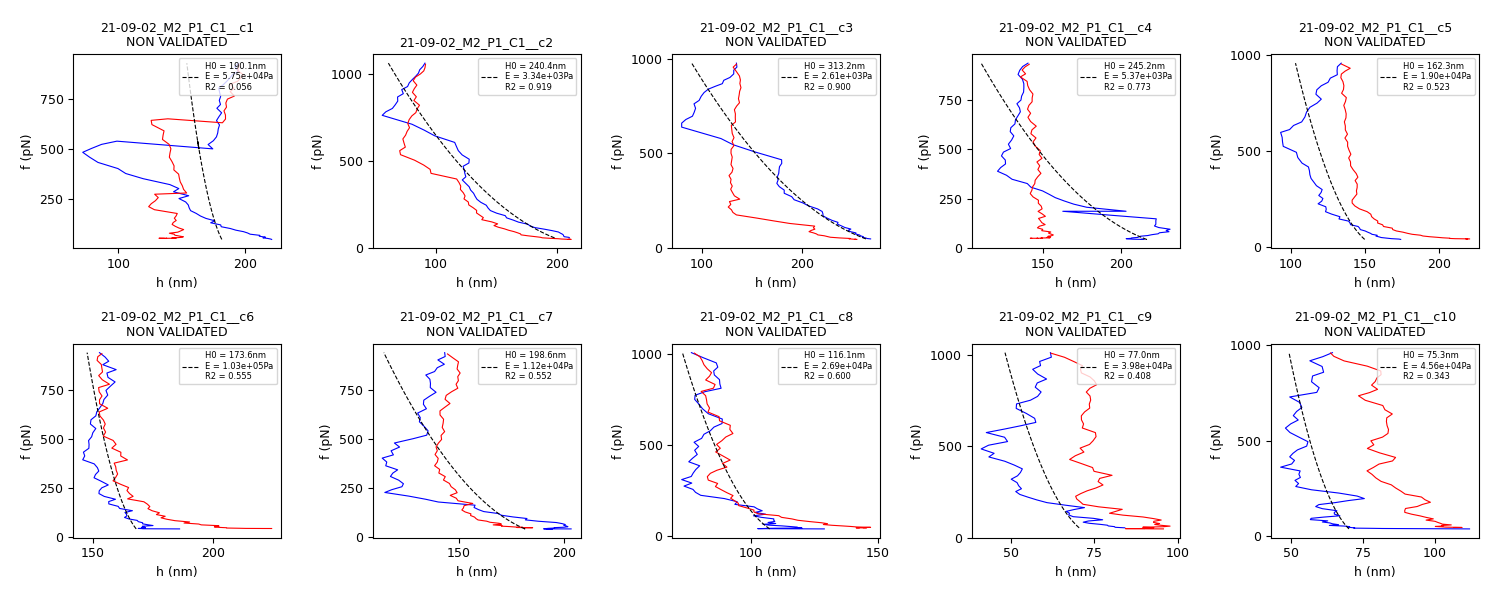 21-09-02_M2_P1_C1__c1
NON VALIDATED
H0 = 190.1nm
E = 5.75e+04Pa
R2 = 0.056
f (pN)
750
500
250
100
200
h (nm)
21-09-02_M2_P1_C1__c2
H0 = 240.4nm
E = 3.34e+03Pa
R2 = 0.919
f (pN)
1000
500
0
100
200
h (nm)
21-09-02_M2_P1_C1__c3
NON VALIDATED
H0 = 313.2nm
E = 2.61e+03Pa
R2 = 0.900
f (pN)
1000
500
0
100
200
h (nm)
21-09-02_M2_P1_C1__c4
NON VALIDATED
H0 = 245.2nm
E = 5.37e+03Pa
R2 = 0.773
f (pN)
750
500
250
0
150
200
h (nm)
21-09-02_M2_P1_C1__c5
NON VALIDATED
H0 = 162.3nm
E = 1.90e+04Pa
R2 = 0.523
f (pN)
1000
500
0
100
150
200
h (nm)
21-09-02_M2_P1_C1__c6
NON VALIDATED
H0 = 173.6nm
E = 1.03e+05Pa
R2 = 0.555
f (pN)
750
500
250
0
150
200
h (nm)
21-09-02_M2_P1_C1__c7
NON VALIDATED
H0 = 198.6nm
E = 1.12e+04Pa
R2 = 0.552
f (pN)
750
500
250
0
150
200
h (nm)
21-09-02_M2_P1_C1__c8
NON VALIDATED
H0 = 116.1nm
E = 2.69e+04Pa
R2 = 0.600
f (pN)
1000
500
0
100
150
h (nm)
21-09-02_M2_P1_C1__c9
NON VALIDATED
H0 = 77.0nm
E = 3.98e+04Pa
R2 = 0.408
f (pN)
1000
500
0
50
75
100
h (nm)
21-09-02_M2_P1_C1__c10
NON VALIDATED
H0 = 75.3nm
E = 4.56e+04Pa
R2 = 0.343
f (pN)
1000
500
0
50
75
100
h (nm)